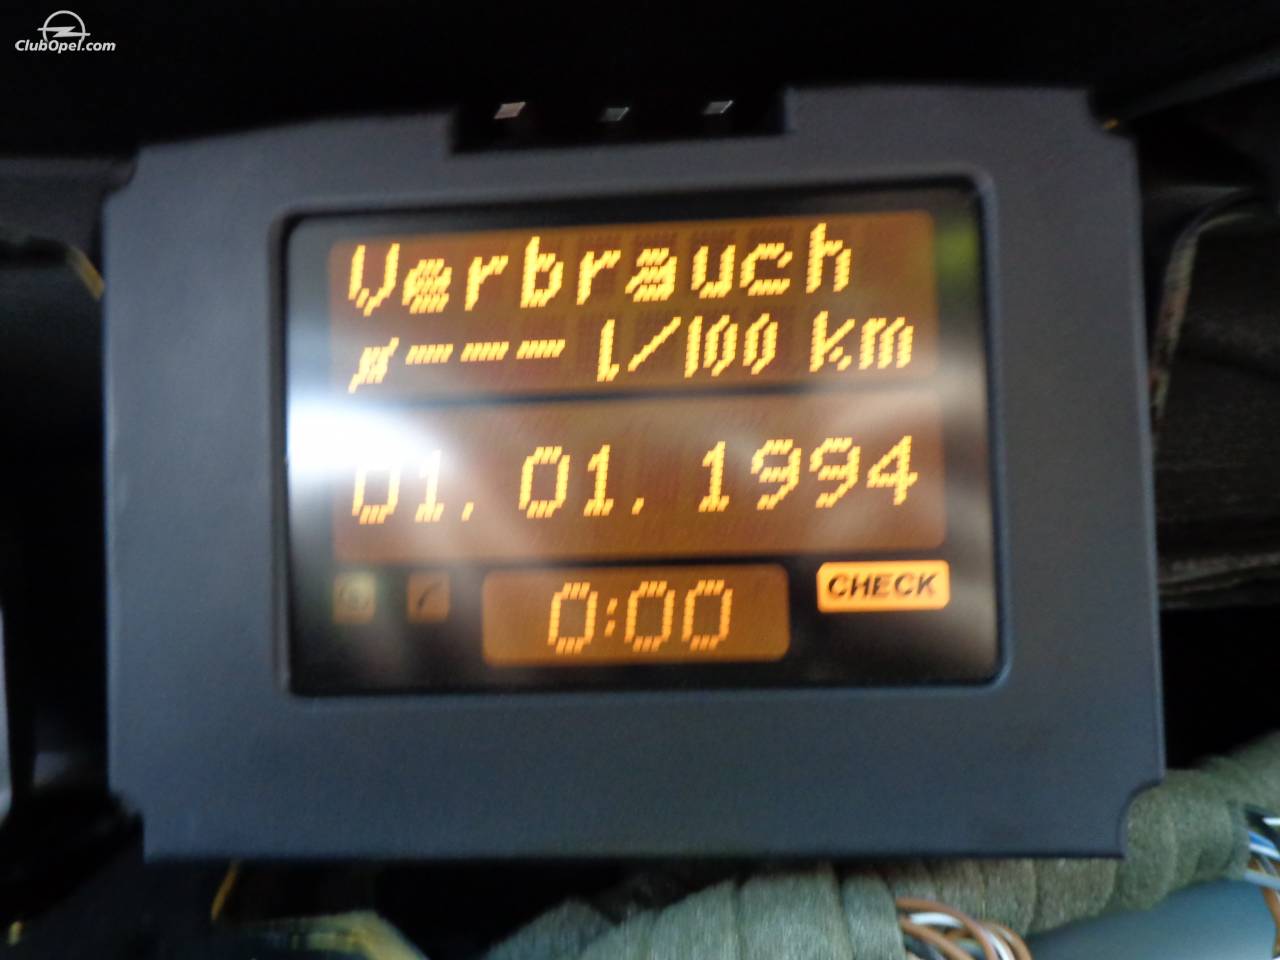 ClubOpel.com
Verbrauch
ø--- l/100 km
01.01.1994
0:00
CHECK